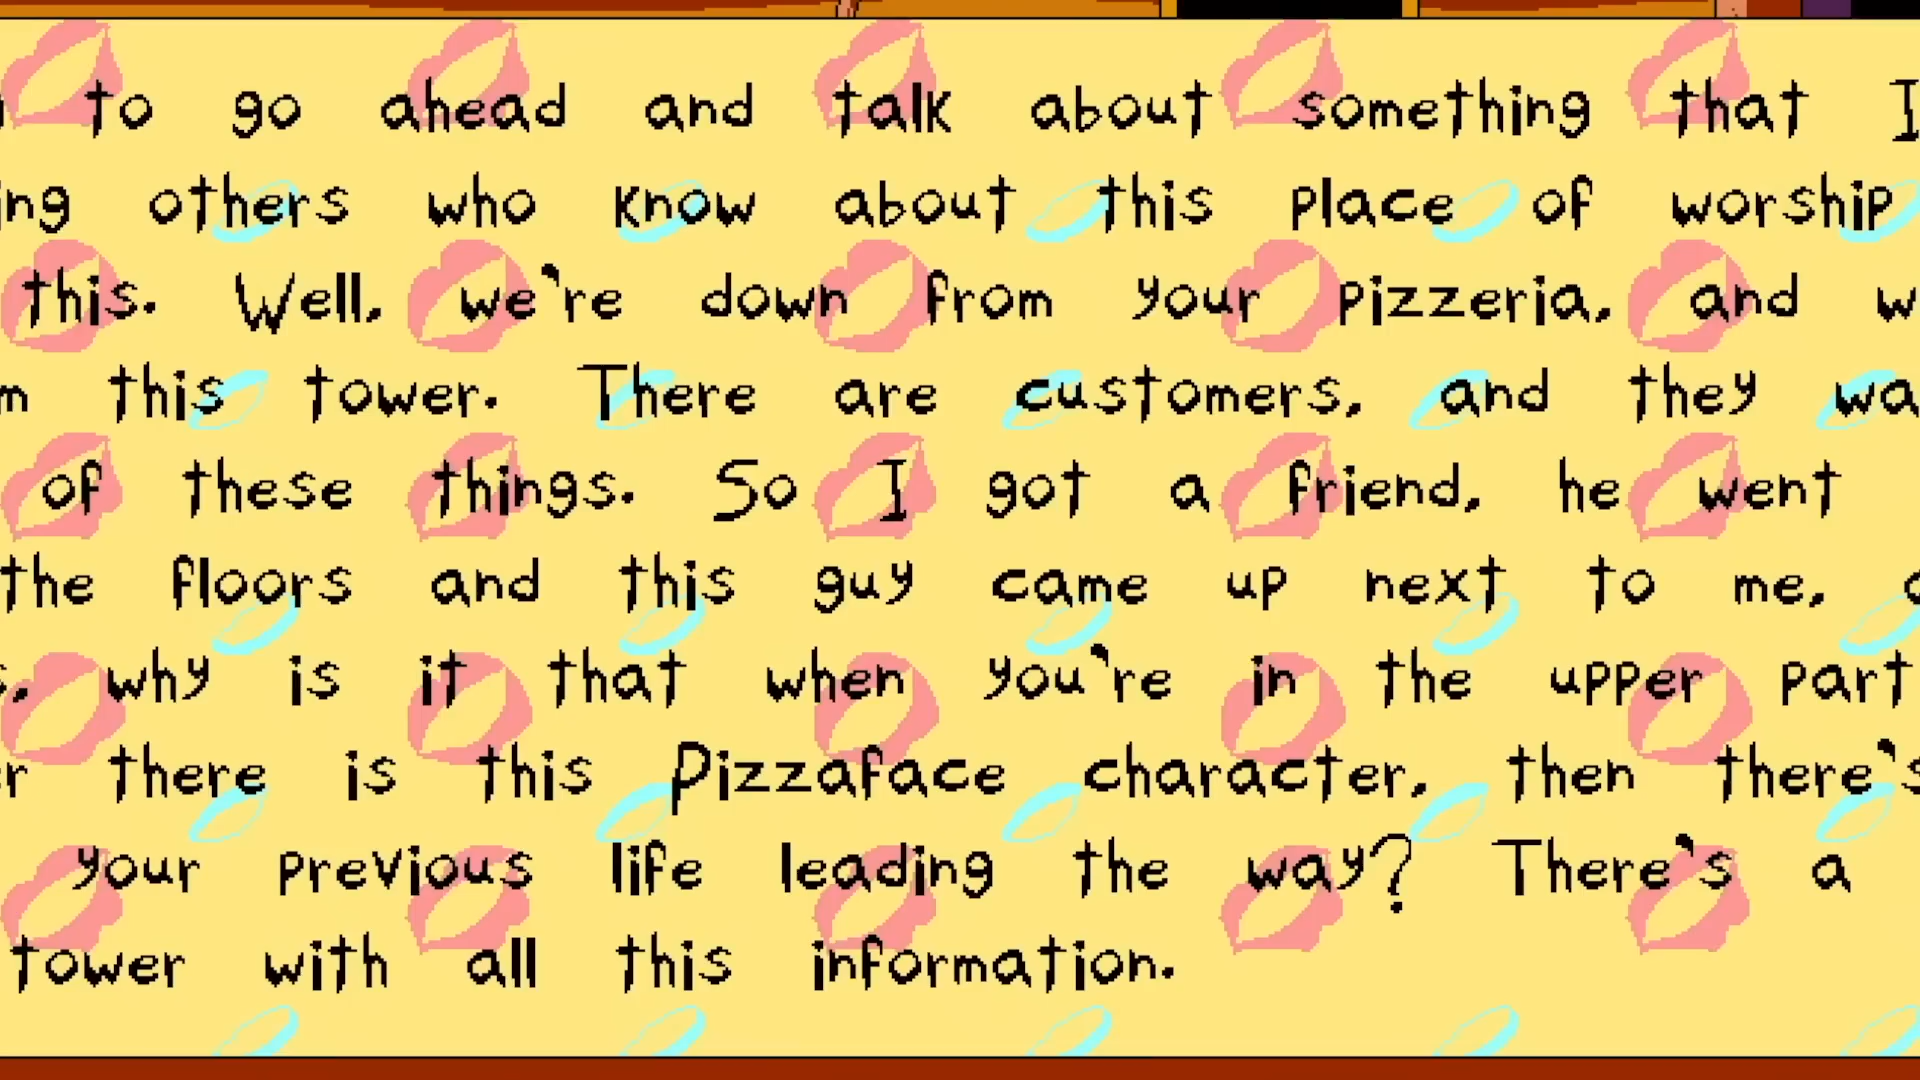 to go ahead and talk about something that I
ing others who know about this place of worship
this. Well, we're down from your pizzeria, and w
m this tower. There are customers, and they wa
of these things. So I got a friend, he went
the floors and this guy came up next to me,
s, why is it that when you're in the upper part
er there is this Pizzaface character, then there's
your previous life leading the way? There's a
tower with all this information.